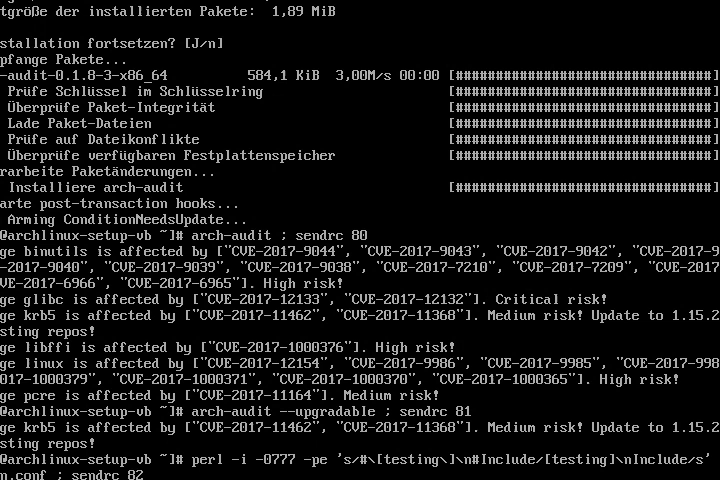 tgröße der installierten Pakete:  1,89 MiB
stallation fortsetzen? [J/n]
pfange Pakete...
-audit-0.1.8-3-x86_64          584,1 KiB  3,00M/s 00:00 [################################]
 Prüfe Schlüssel im Schlüsselring                       [################################]
 Überprüfe Paket-Integrität                             [################################]
 Lade Paket-Dateien                                     [################################]
 Prüfe auf Dateikonflikte                               [################################]
 Überprüfe verfügbaren Festplattenspeicher              [################################]
rarbeite Paketänderungen...
 Installiere arch-audit                                 [################################]
arte post-transaction hooks...
 Arming ConditionNeedsUpdate...
@archlinux-setup-vb ~]# arch-audit ; sendrc 80
ge binutils is affected by ["CVE-2017-9044", "CVE-2017-9043", "CVE-2017-9042", "CVE-2017-9
-2017-9040", "CVE-2017-9039", "CVE-2017-9038", "CVE-2017-7210", "CVE-2017-7209", "CVE-2017
VE-2017-6966", "CVE-2017-6965"]. High risk!
ge glibc is affected by ["CVE-2017-12133", "CVE-2017-12132"]. Critical risk!
ge krb5 is affected by ["CVE-2017-11462", "CVE-2017-11368"]. Medium risk! Update to 1.15.2
sting repos!
ge libffi is affected by ["CVE-2017-1000376"]. High risk!
ge linux is affected by ["CVE-2017-12154", "CVE-2017-9986", "CVE-2017-9985", "CVE-2017-998
017-1000379", "CVE-2017-1000371", "CVE-2017-1000370", "CVE-2017-1000365"]. High risk!
ge pcre is affected by ["CVE-2017-11164"]. Medium risk!
@archlinux-setup-vb ~]# arch-audit --upgradable ; sendrc 81
ge krb5 is affected by ["CVE-2017-11462", "CVE-2017-11368"]. Medium risk! Update to 1.15.2
sting repos!
@archlinux-setup-vb ~]# perl -i -0777 -pe 's/#\[testing\]\n#Include/[testing]\nInclude/s'
n.conf ; sendrc 82